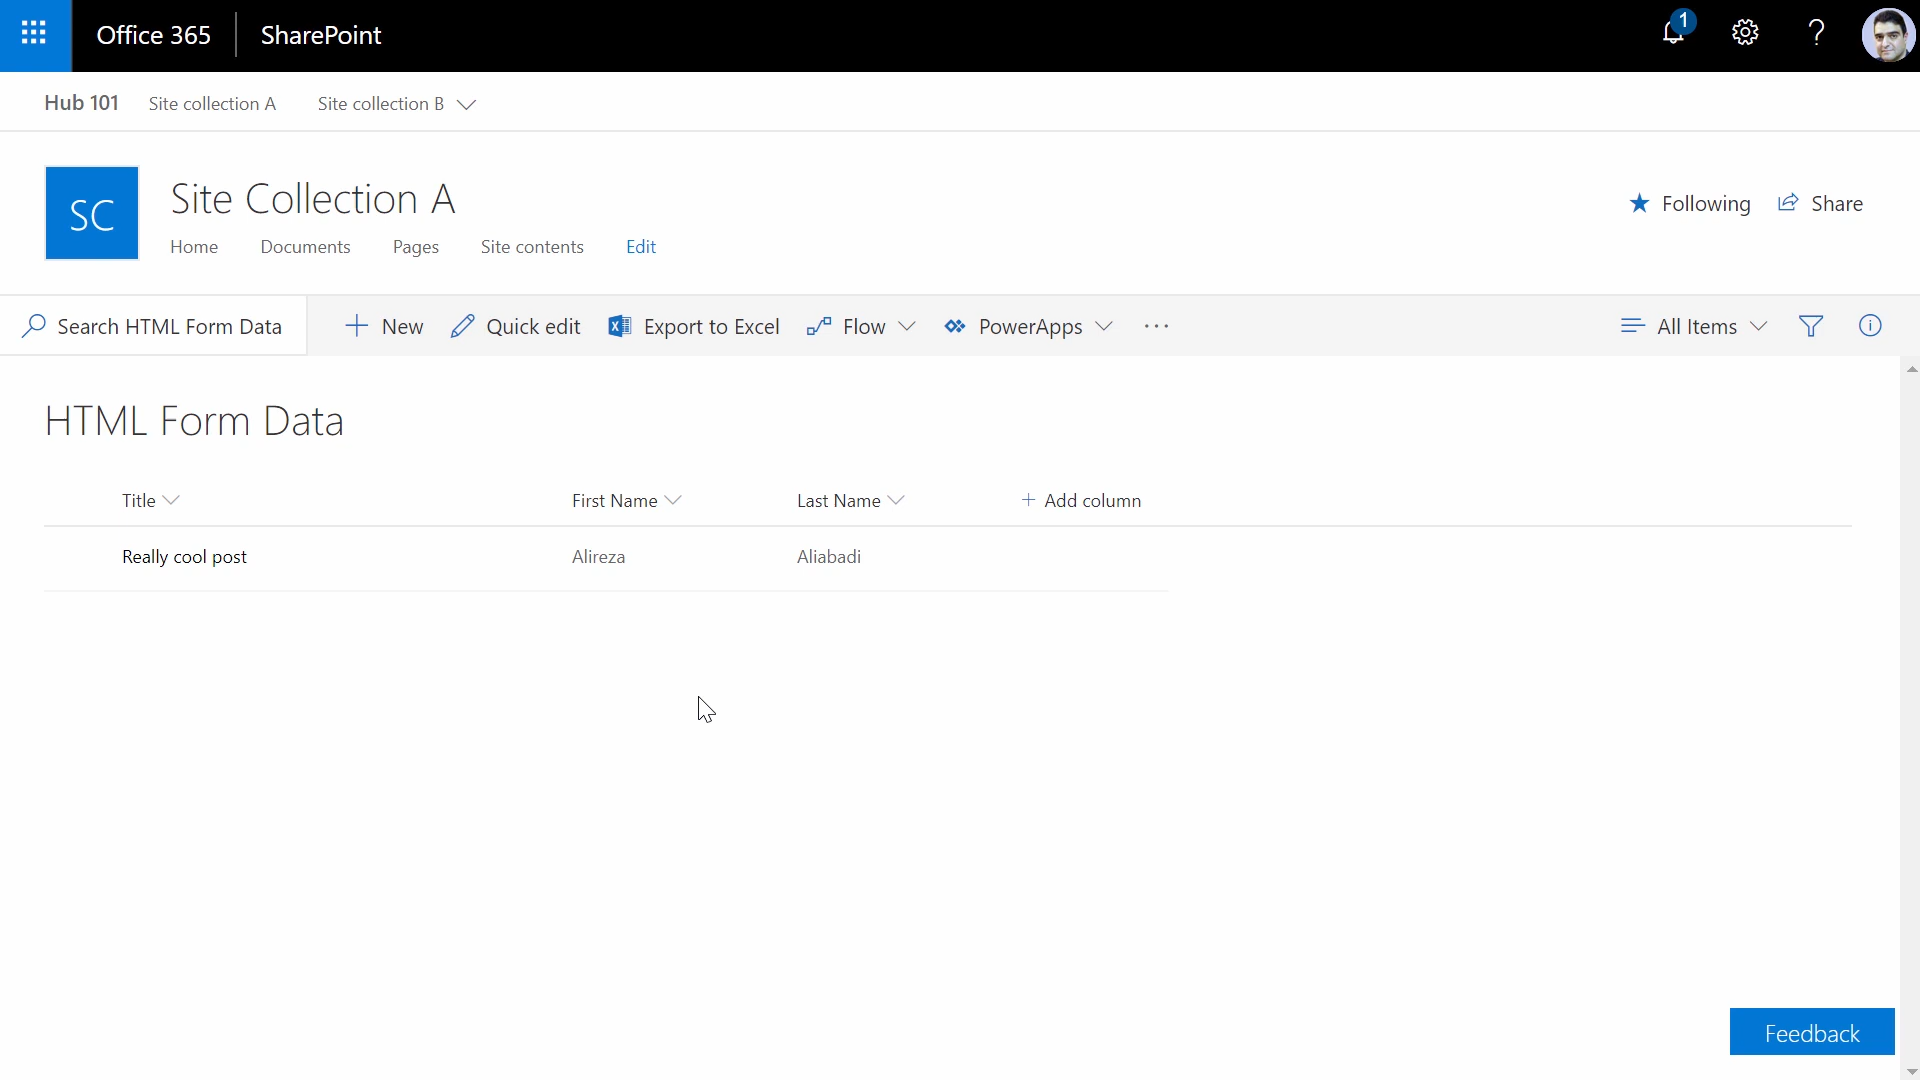 Office 365 SharePoint 1 ?
Hub 101 Site collection A Site collection B
SC
Site Collection A
Following Share
Home Documents Pages Site contents Edit
Search HTML Form Data New Quick edit Export to Excel Flow PowerApps ... All Items
HTML Form Data
Title First Name Last Name + Add column
Really cool post Alireza Aliabadi
Feedback